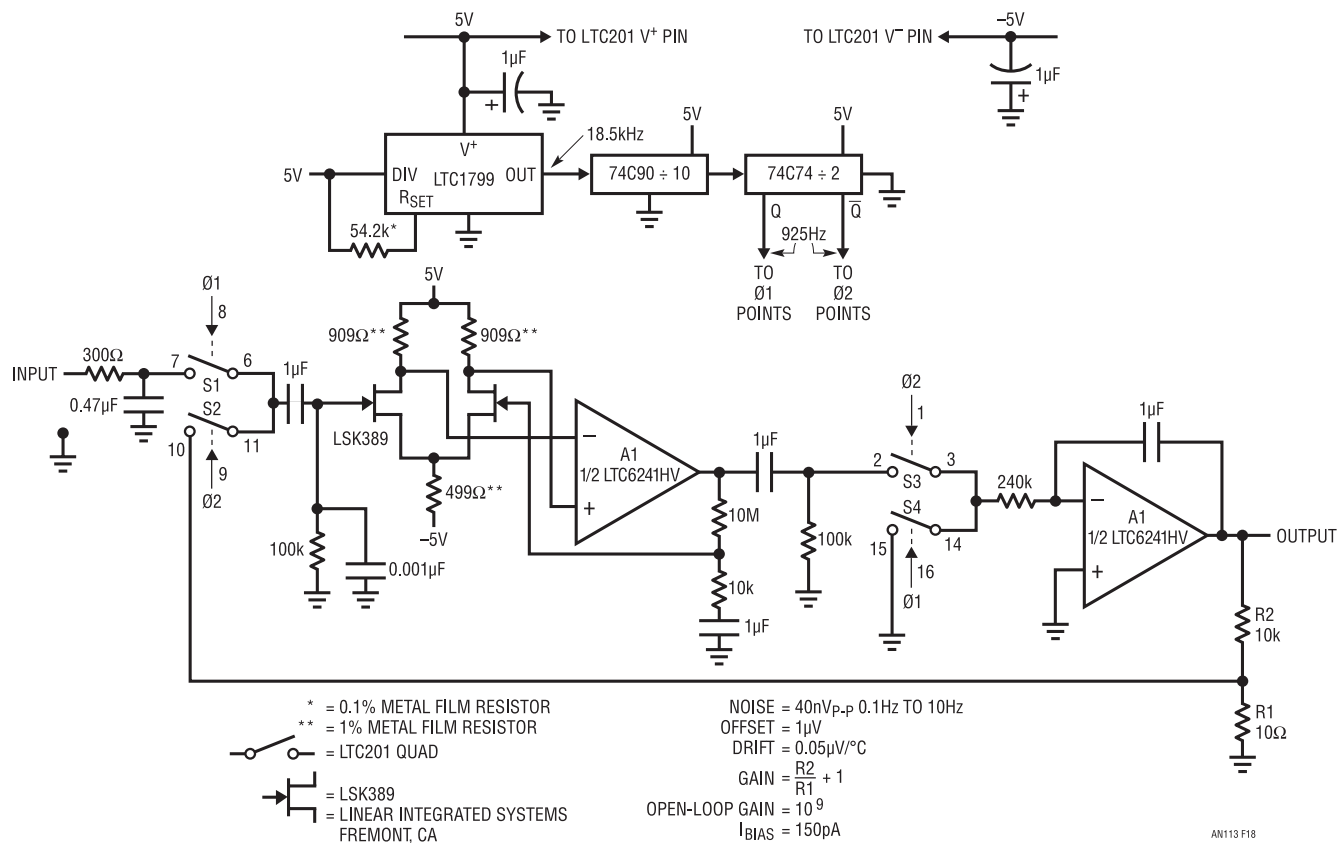 5V
TO LTC201 V⁺ PIN
–5V
TO LTC201 V⁻ PIN
1µF
+
1µF
+
18.5kHz
5V
5V
V⁺
5V
DIV
LTC1799
OUT
RSET
74C90 ÷ 10
74C74 ÷ 2
54.2k*
Q
Q̅
925Hz
TO
Ø1
POINTS
TO
Ø2
POINTS
Ø1
8
5V
909Ω**
909Ω**
INPUT
300Ω
7
6
S1
0.47µF
S2
10
11
9
Ø2
1µF
LSK389
499Ω**
–5V
100k
0.001µF
–
A1
1/2 LTC6241HV
+
1µF
10M
10k
1µF
100k
Ø2
1
2
3
S3
S4
15
14
16
Ø1
240k
1µF
–
A1
1/2 LTC6241HV
+
OUTPUT
R2
10k
R1
10Ω
* = 0.1% METAL FILM RESISTOR
** = 1% METAL FILM RESISTOR
= LTC201 QUAD
= LSK389
= LINEAR INTEGRATED SYSTEMS
FREMONT, CA
NOISE = 40nVP-P 0.1Hz TO 10Hz
OFFSET = 1µV
DRIFT = 0.05µV/°C
GAIN = R2/R1 + 1
OPEN-LOOP GAIN = 10⁹
IBIAS = 150pA
AN113 F18